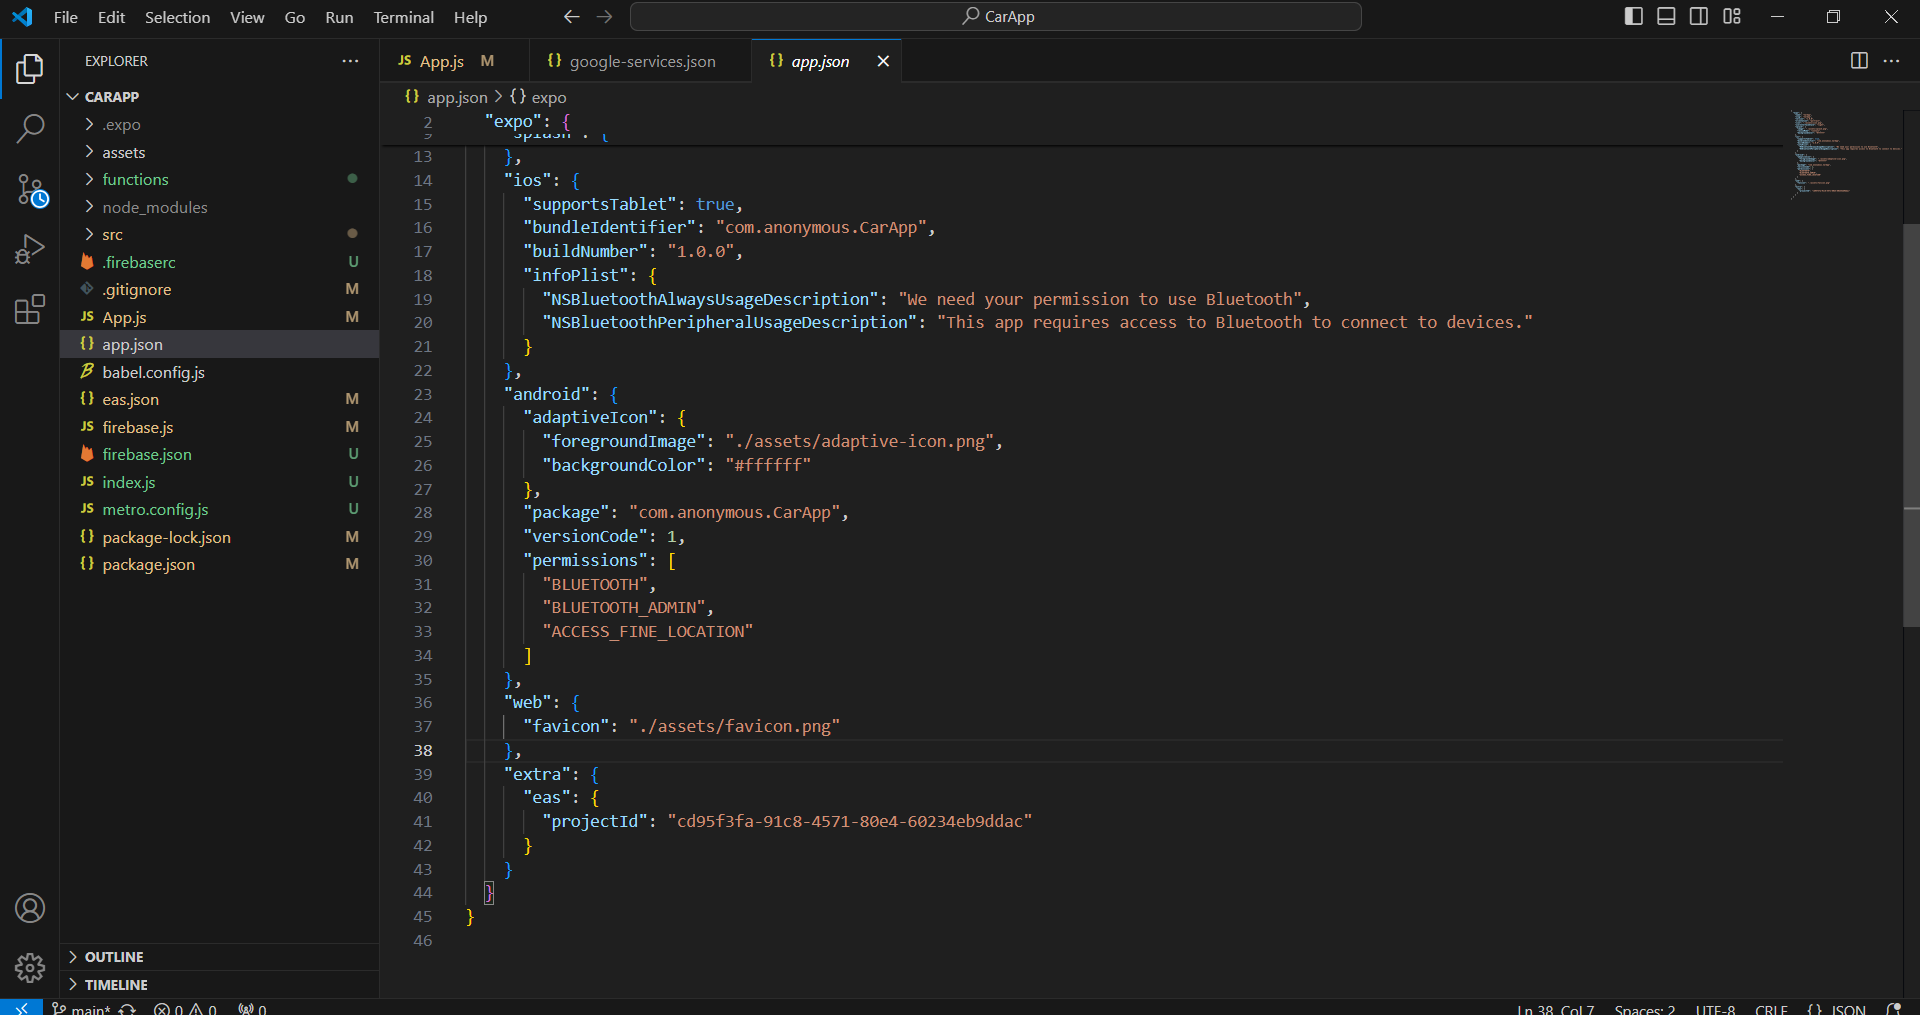 File Edit Selection View Go Run Terminal Help
CarApp
EXPLORER
CARAPP
.expo
assets
functions
node_modules
src
.firebaserc U
.gitignore M
JS App.js M
{} app.json
babel.config.js
{} eas.json M
JS firebase.js M
firebase.json U
JS index.js U
JS metro.config.js U
{} package-lock.json M
{} package.json M
OUTLINE
TIMELINE
JS App.js M
{} google-services.json
{} app.json
{} app.json > {} expo
2 "expo": {
9 "splash": {
13 },
14 "ios": {
15 "supportsTablet": true,
16 "bundleIdentifier": "com.anonymous.CarApp",
17 "buildNumber": "1.0.0",
18 "infoPlist": {
19 "NSBluetoothAlwaysUsageDescription": "We need your permission to use Bluetooth",
20 "NSBluetoothPeripheralUsageDescription": "This app requires access to Bluetooth to connect to devices."
21 }
22 },
23 "android": {
24 "adaptiveIcon": {
25 "foregroundImage": "./assets/adaptive-icon.png",
26 "backgroundColor": "#ffffff"
27 },
28 "package": "com.anonymous.CarApp",
29 "versionCode": 1,
30 "permissions": [
31 "BLUETOOTH",
32 "BLUETOOTH_ADMIN",
33 "ACCESS_FINE_LOCATION"
34 ]
35 },
36 "web": {
37 "favicon": "./assets/favicon.png"
38 },
39 "extra": {
40 "eas": {
41 "projectId": "cd95f3fa-91c8-4571-80e4-60234eb9ddac"
42 }
43 }
44 }
45 }
46
main* 0 0 0
Ln 38, Col 7 Spaces: 2 UTF-8 CRLF {} JSON